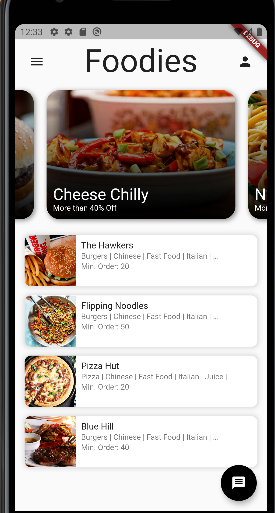 12:33
DEBUG
Foodies
Cheese Chilly
More than 40% Off
N
More
The Hawkers
Burgers | Chinese | Fast Food | Italian | ...
Min. Order: 20
Flipping Noodles
Burgers | Chinese | Fast Food | Italian | ...
Min. Order: 50
Pizza Hut
Pizza | Chinese | Fast Food | Italian | Juice |
Min. Order: 20
Blue Hill
Burgers | Chinese | Fast Food | Italian | ...
Min. Order: 40